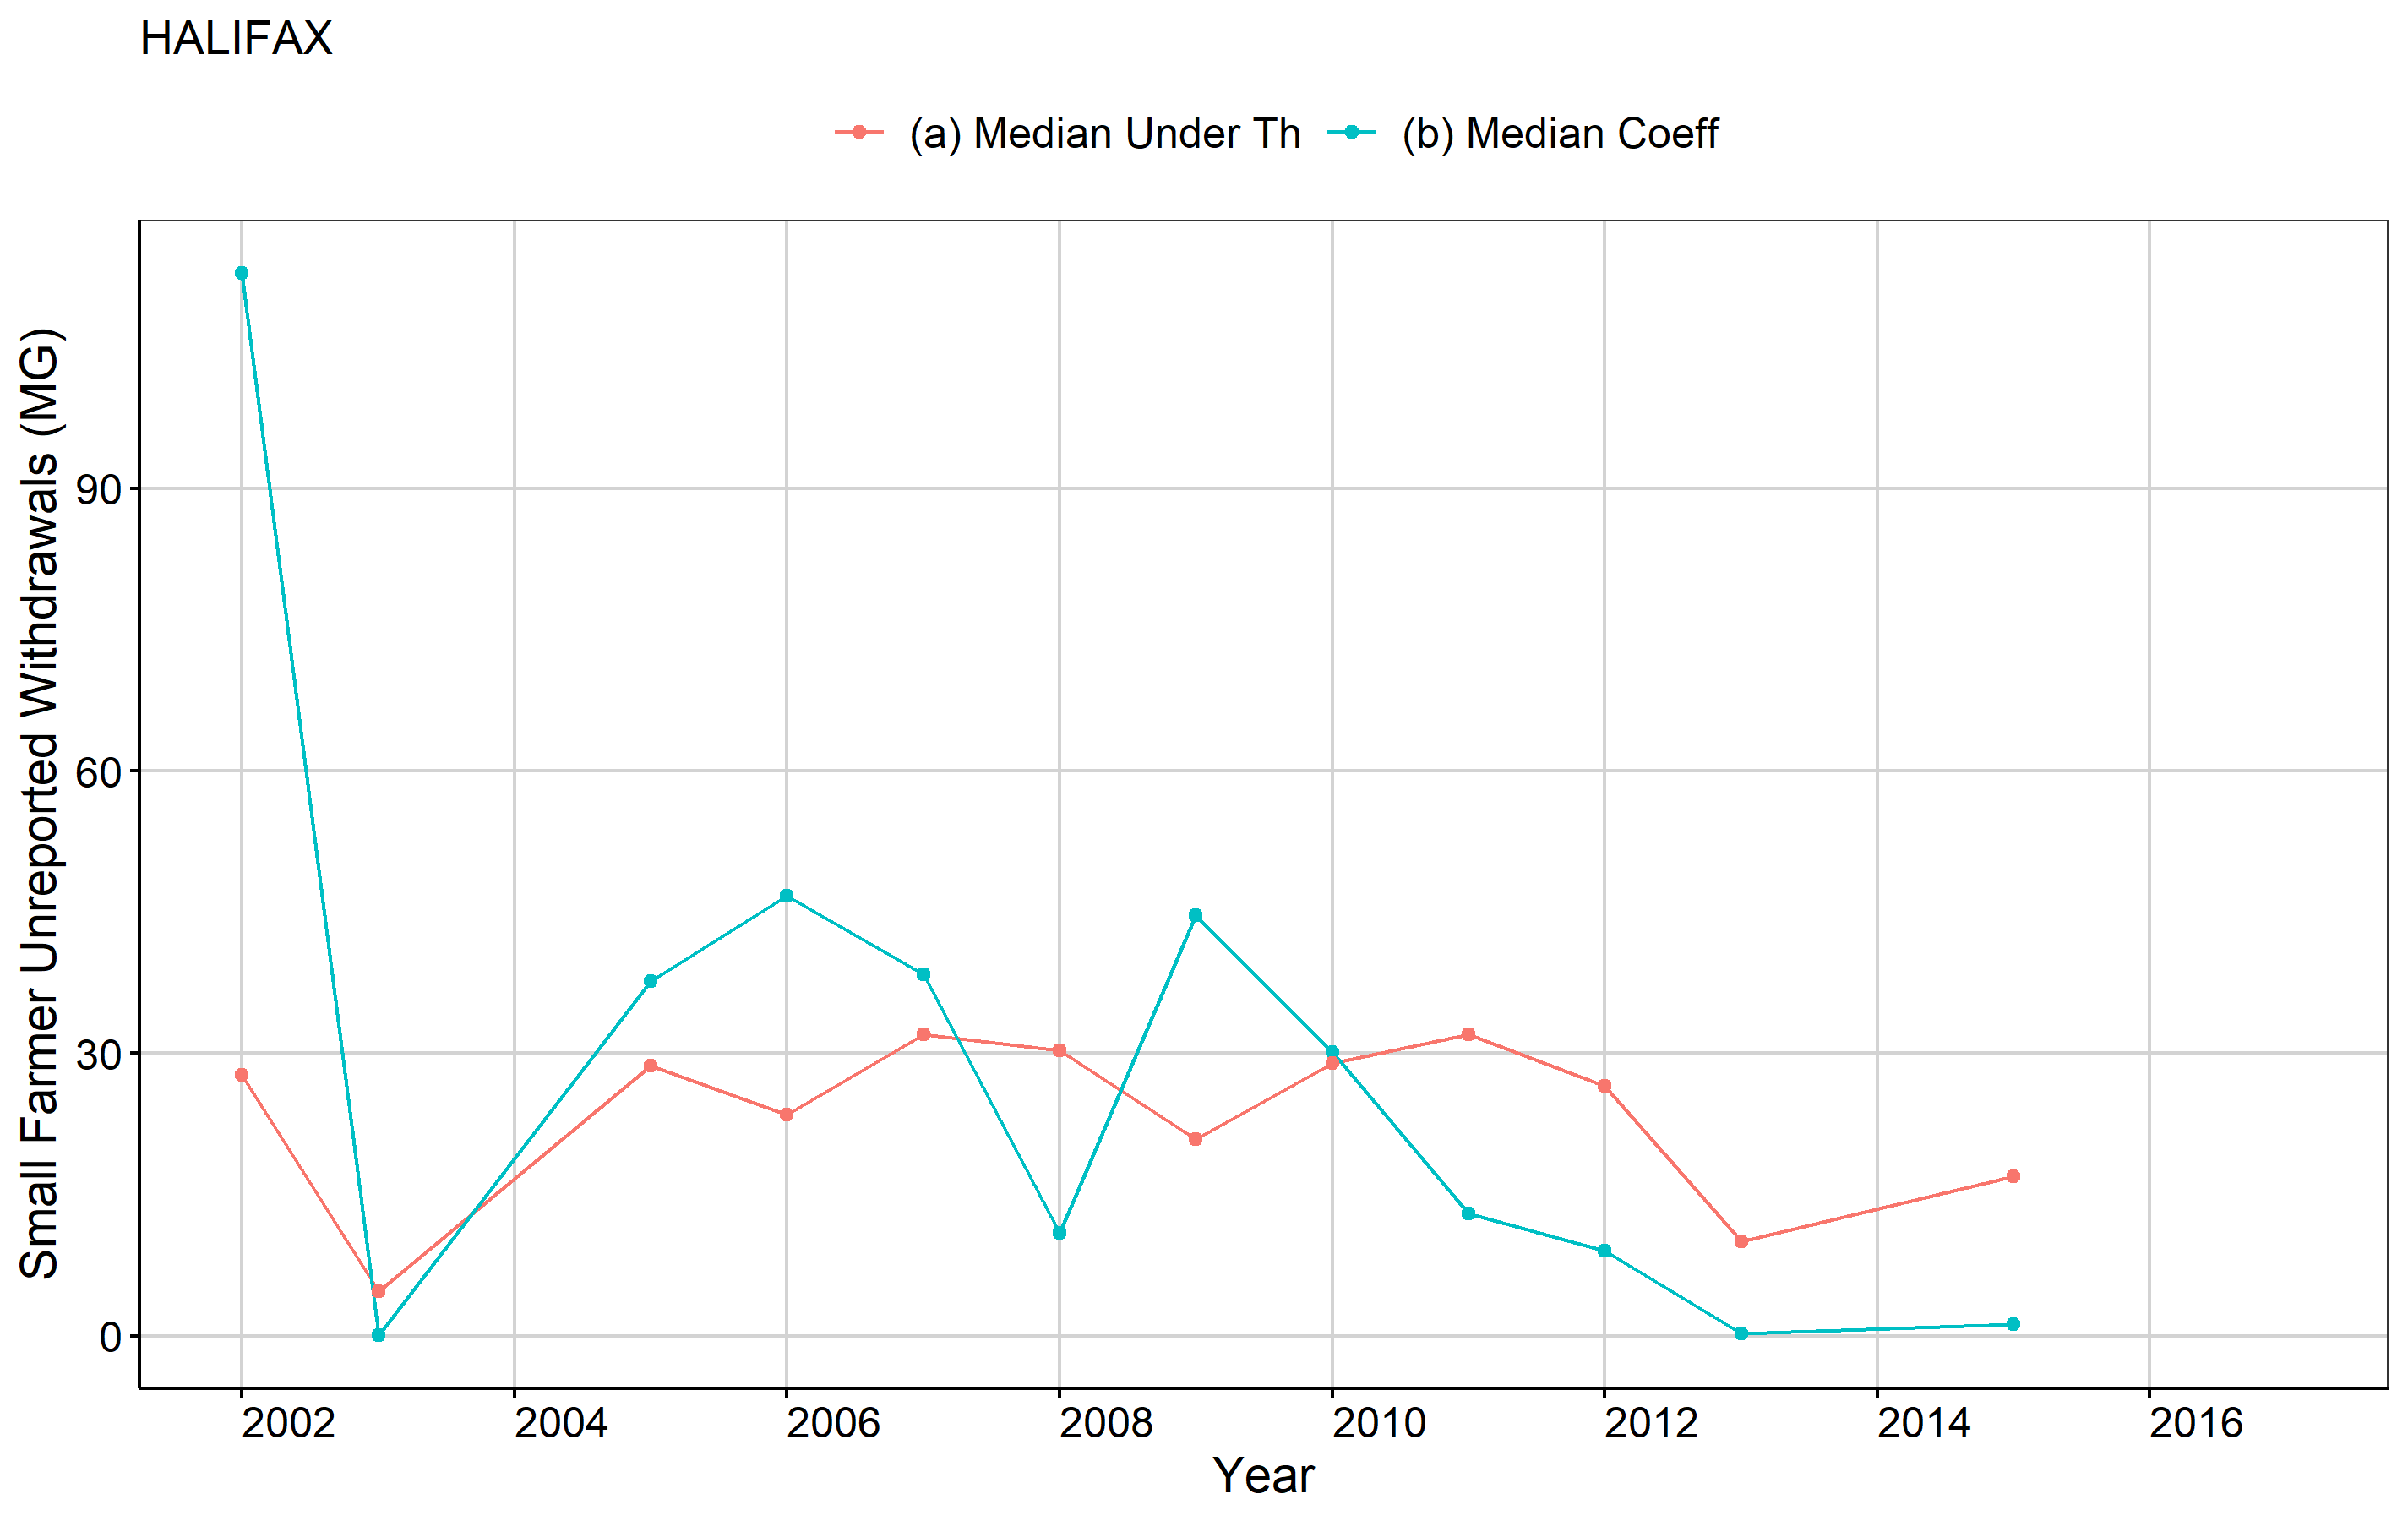 HALIFAX
(a) Median Under Th (b) Median Coeff
Small Farmer Unreported Withdrawals (MG)
90
60
30
0
2002 2004 2006 2008 2010 2012 2014 2016
Year